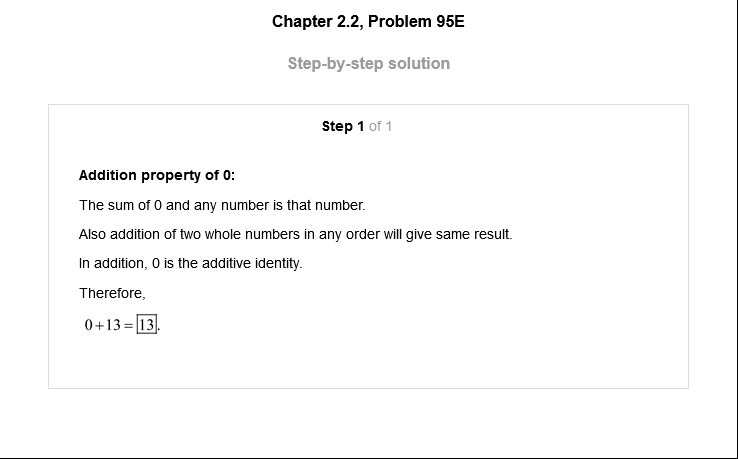 Chapter 2.2, Problem 95E
Step-by-step solution
Step 1 of 1
Addition property of 0:
The sum of 0 and any number is that number.
Also addition of two whole numbers in any order will give same result.
In addition, 0 is the additive identity.
Therefore,
0+13=13.